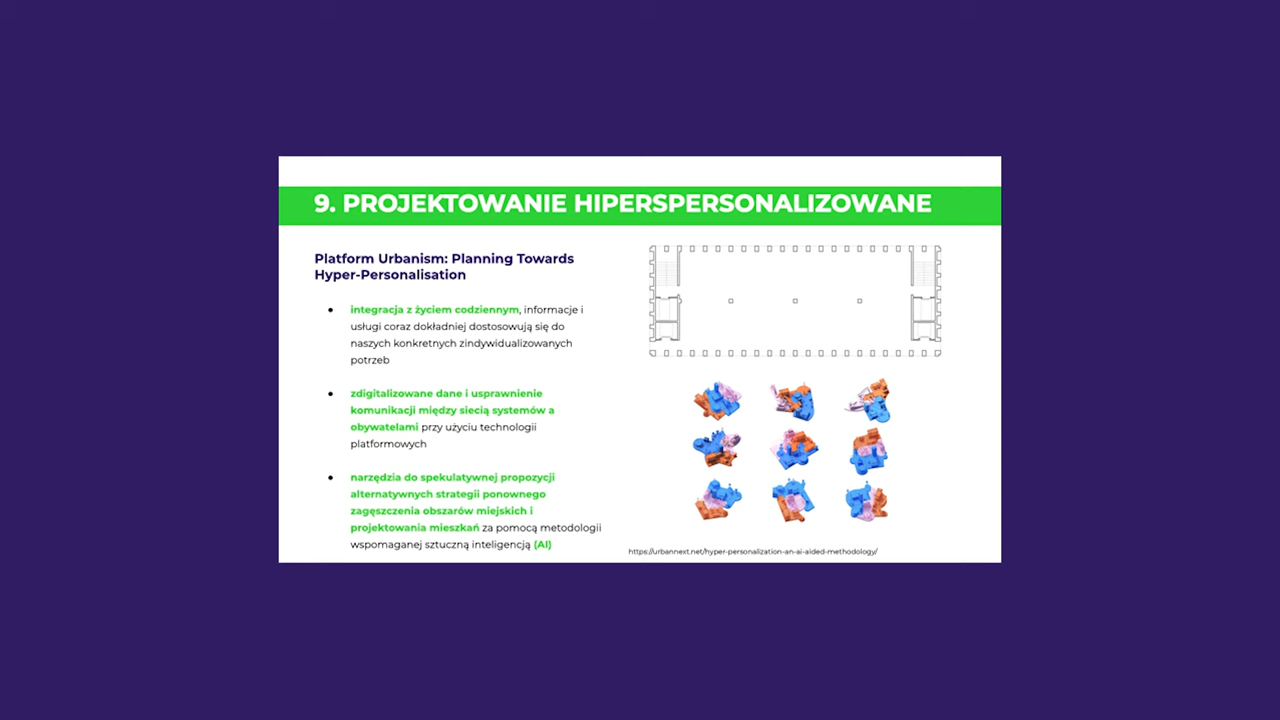 9. PROJEKTOWANIE HIPERSPERSONALIZOWANE
Platform Urbanism: Planning Towards
Hyper-Personalisation
● integracja z życiem codziennym, informacje i
usługi coraz dokładniej dostosowują się do
naszych konkretnych zindywidualizowanych
potrzeb
● zdigitalizowane dane i usprawnienie
komunikacji między siecią systemów a
obywatelami przy użyciu technologii
platformowych
● narzędzia do spekulatywnej propozycji
alternatywnych strategii ponownego
zagęszczenia obszarów miejskich i
projektowania mieszkań za pomocą metodologii
wspomaganej sztuczną inteligencją (AI)
https://urbannext.net/hyper-personalization-an-ai-aided-methodology/